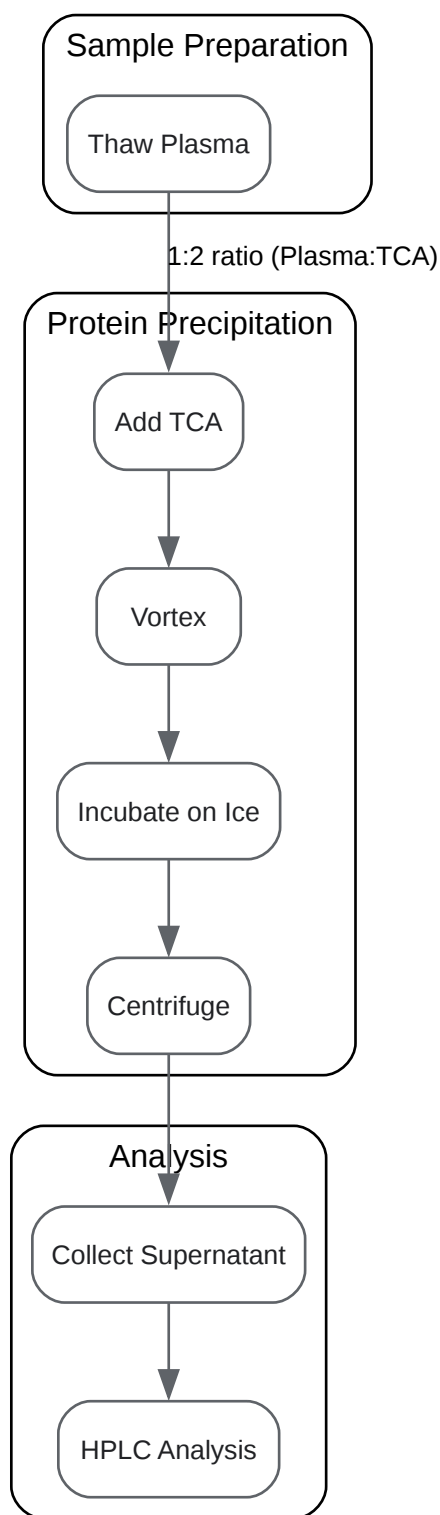 Sample Preparation
Thaw Plasma
1:2 ratio (Plasma:TCA)
Protein Precipitation
Add TCA
Vortex
Incubate on Ice
Centrifuge
Analysis
Collect Supernatant
HPLC Analysis